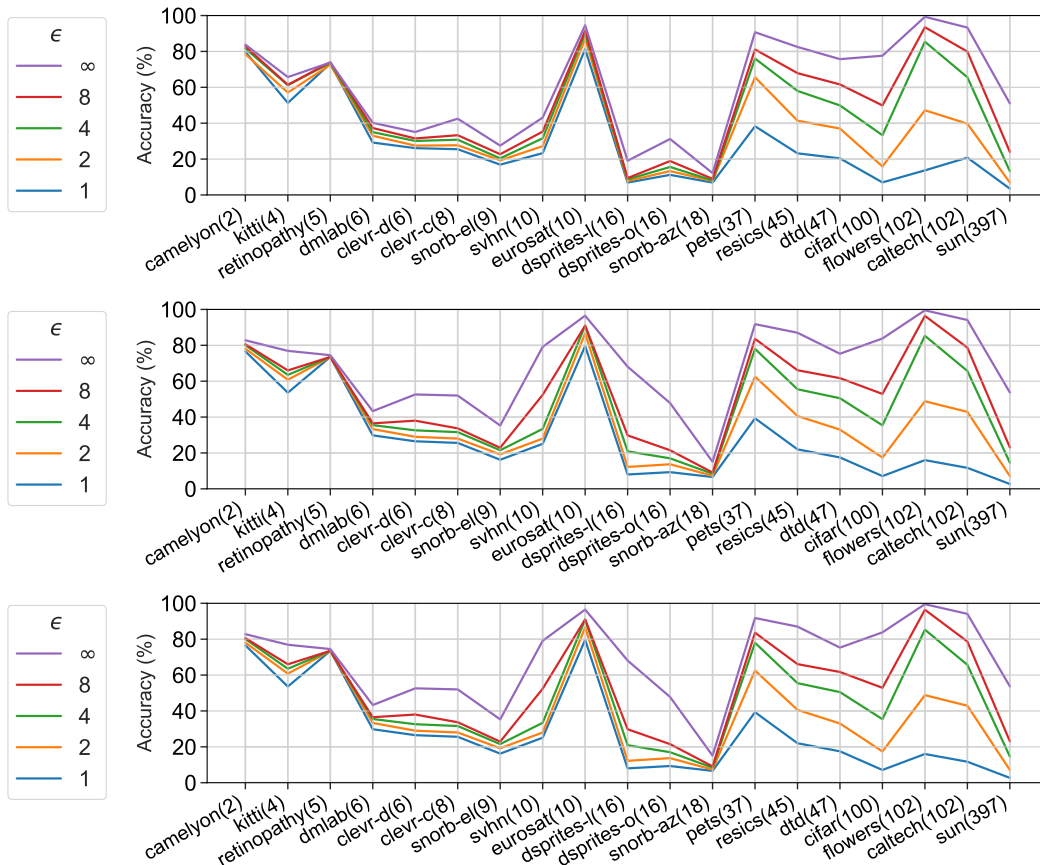 ϵ
∞
8
4
2
1
Accuracy (%)
100
80
60
40
20
0
camelyon(2)
kitti(4)
retinopathy(5)
dmlab(6)
clevr-d(6)
clevr-c(8)
snorb-el(9)
svhn(10)
eurosat(10)
dsprites-l(16)
dsprites-o(16)
snorb-az(18)
pets(37)
resics(45)
dtd(47)
cifar(100)
flowers(102)
caltech(102)
sun(397)
ϵ
∞
8
4
2
1
Accuracy (%)
100
80
60
40
20
0
camelyon(2)
kitti(4)
retinopathy(5)
dmlab(6)
clevr-d(6)
clevr-c(8)
snorb-el(9)
svhn(10)
eurosat(10)
dsprites-l(16)
dsprites-o(16)
snorb-az(18)
pets(37)
resics(45)
dtd(47)
cifar(100)
flowers(102)
caltech(102)
sun(397)
ϵ
∞
8
4
2
1
Accuracy (%)
100
80
60
40
20
0
camelyon(2)
kitti(4)
retinopathy(5)
dmlab(6)
clevr-d(6)
clevr-c(8)
snorb-el(9)
svhn(10)
eurosat(10)
dsprites-l(16)
dsprites-o(16)
snorb-az(18)
pets(37)
resics(45)
dtd(47)
cifar(100)
flowers(102)
caltech(102)
sun(397)